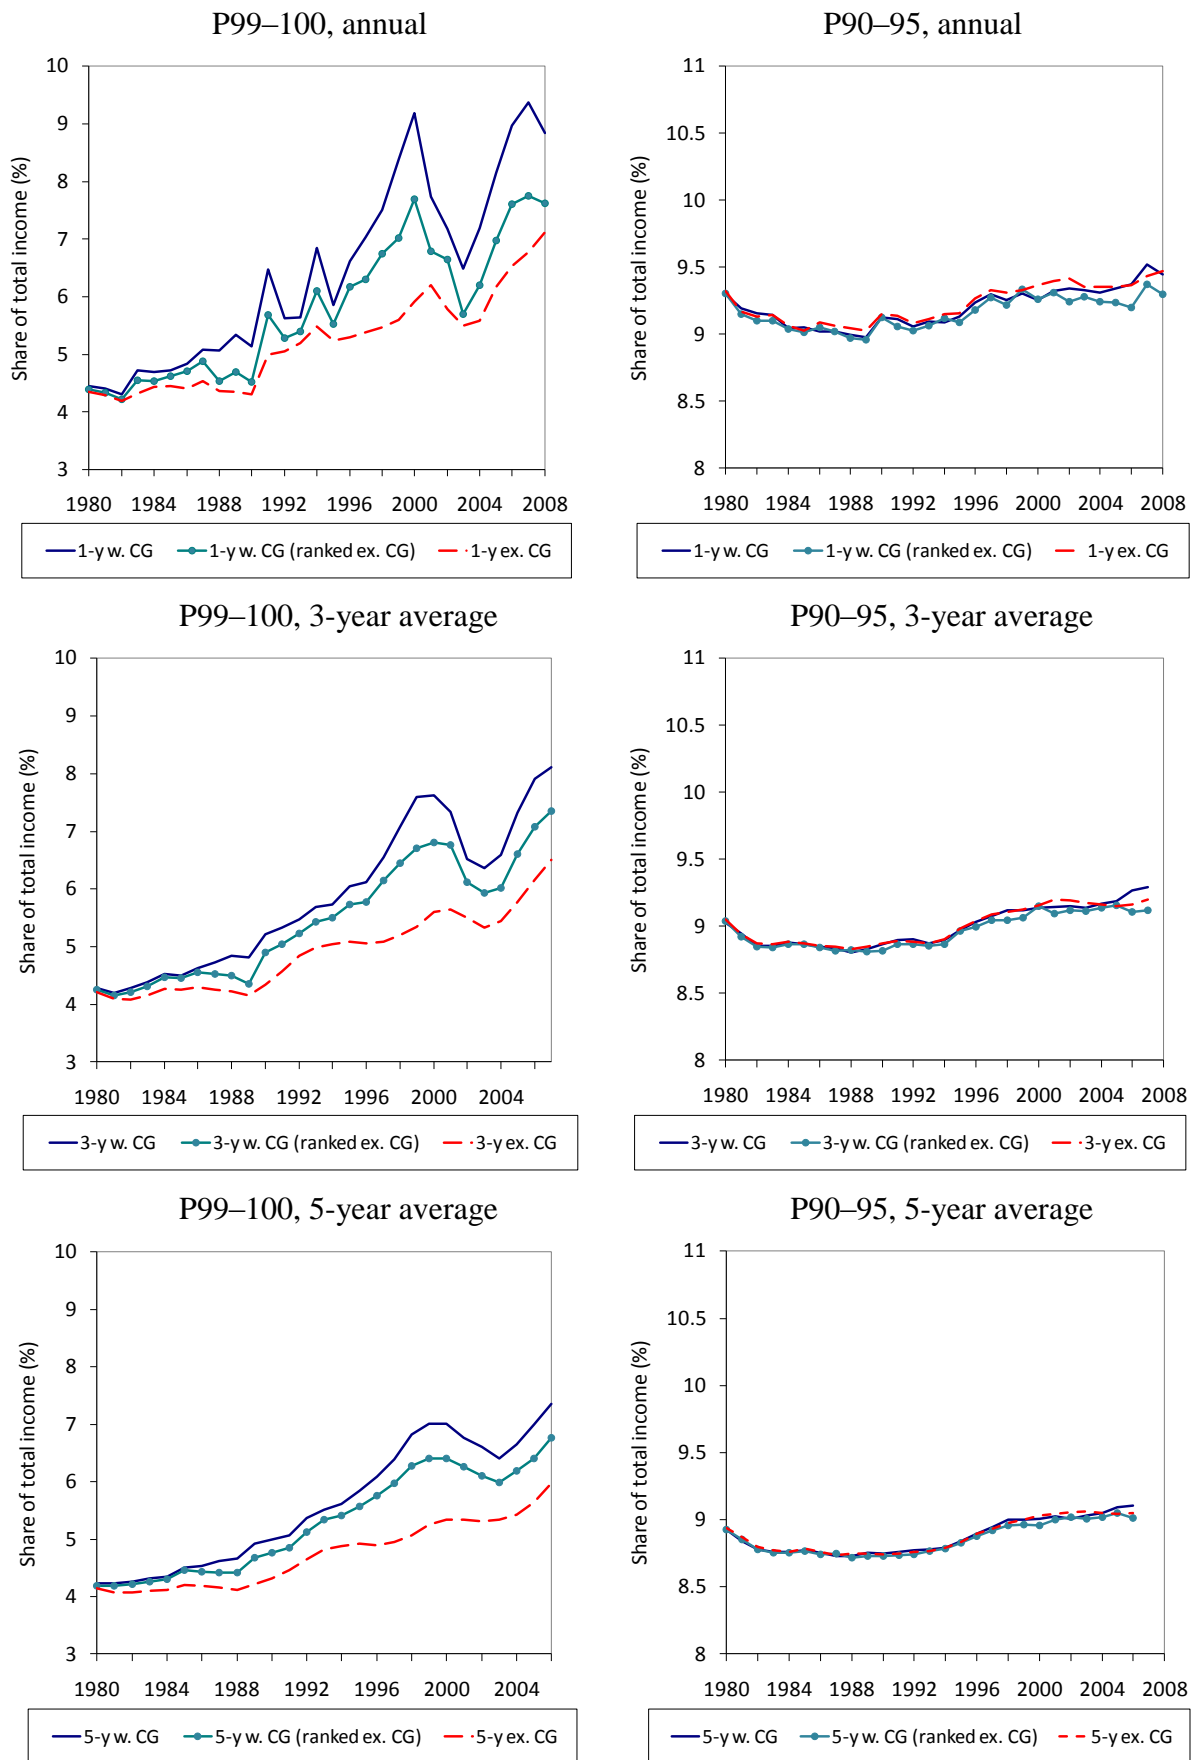 P99–100, annual
Share of total income (%)
10
9
8
7
6
5
4
3
1980 1984 1988 1992 1996 2000 2004 2008
1-y w. CG 1-y w. CG (ranked ex. CG) 1-y ex. CG
P90–95, annual
Share of total income (%)
11
10.5
10
9.5
9
8.5
8
1980 1984 1988 1992 1996 2000 2004 2008
1-y w. CG 1-y w. CG (ranked ex. CG) 1-y ex. CG
P99–100, 3-year average
Share of total income (%)
10
9
8
7
6
5
4
3
1980 1984 1988 1992 1996 2000 2004
3-y w. CG 3-y w. CG (ranked ex. CG) 3-y ex. CG
P90–95, 3-year average
Share of total income (%)
11
10.5
10
9.5
9
8.5
8
1980 1984 1988 1992 1996 2000 2004 2008
3-y w. CG 3-y w. CG (ranked ex. CG) 3-y ex. CG
P99–100, 5-year average
Share of total income (%)
10
9
8
7
6
5
4
3
1980 1984 1988 1992 1996 2000 2004
5-y w. CG 5-y w. CG (ranked ex. CG) 5-y ex. CG
P90–95, 5-year average
Share of total income (%)
11
10.5
10
9.5
9
8.5
8
1980 1984 1988 1992 1996 2000 2004 2008
5-y w. CG 5-y w. CG (ranked ex. CG) 5-y ex. CG